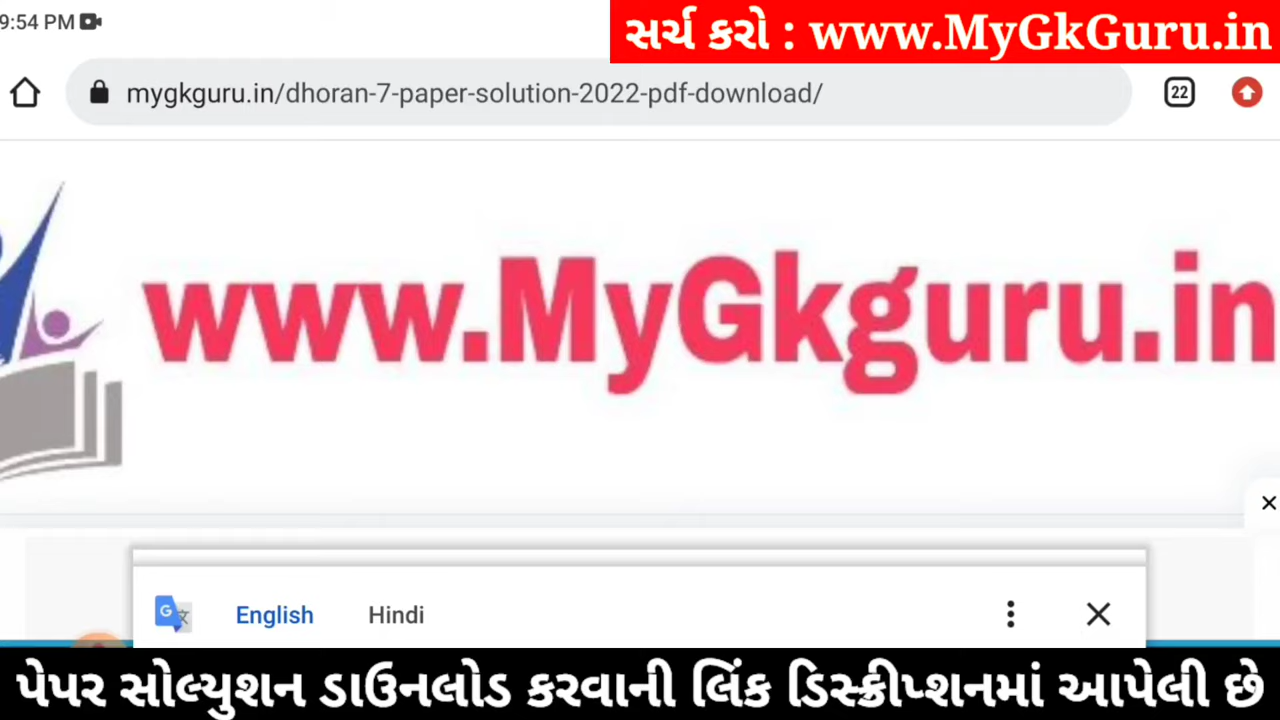 9:54 PM
સર્ચ કરો : www.MyGkGuru.in
mygkguru.in/dhoran-7-paper-solution-2022-pdf-download/
22
www.MyGkguru.in
English Hindi
પેપર સોલ્યુશન ડાઉનલોડ કરવાની લિંક ડિસ્ક્રીપ્શનમાં આપેલી છે